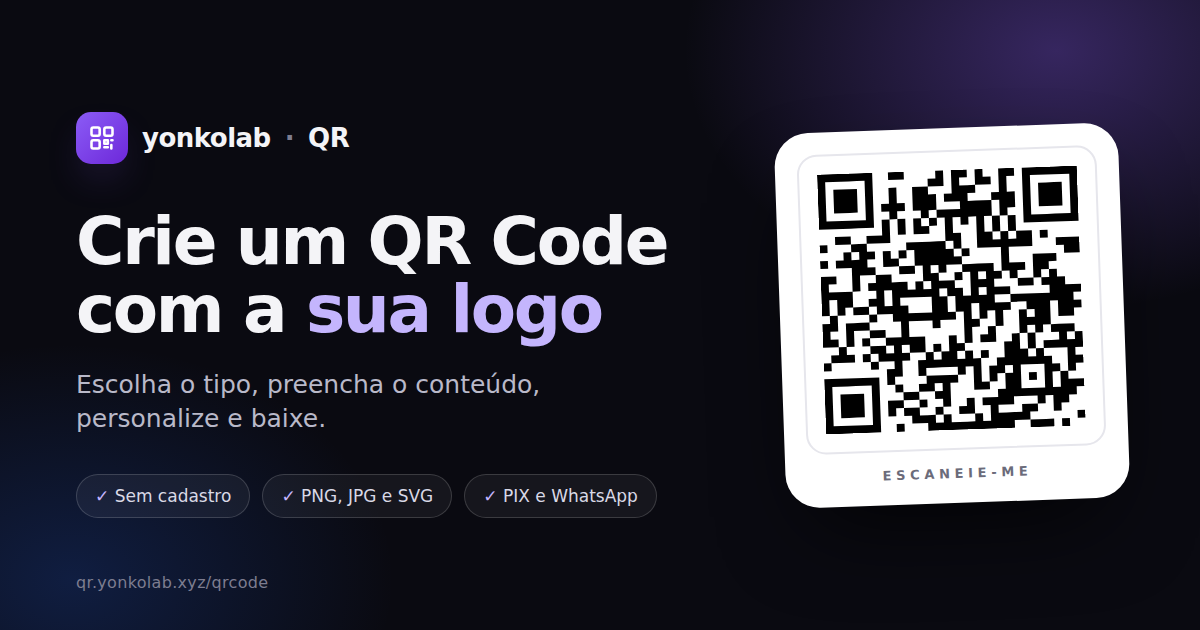 yonkolab · QR
Crie um QR Code
com a sua logo
Escolha o tipo, preencha o conteúdo,
personalize e baixe.
✓ Sem cadastro
✓ PNG, JPG e SVG
✓ PIX e WhatsApp
qr.yonkolab.xyz/qrcode
ESCANEIE-ME